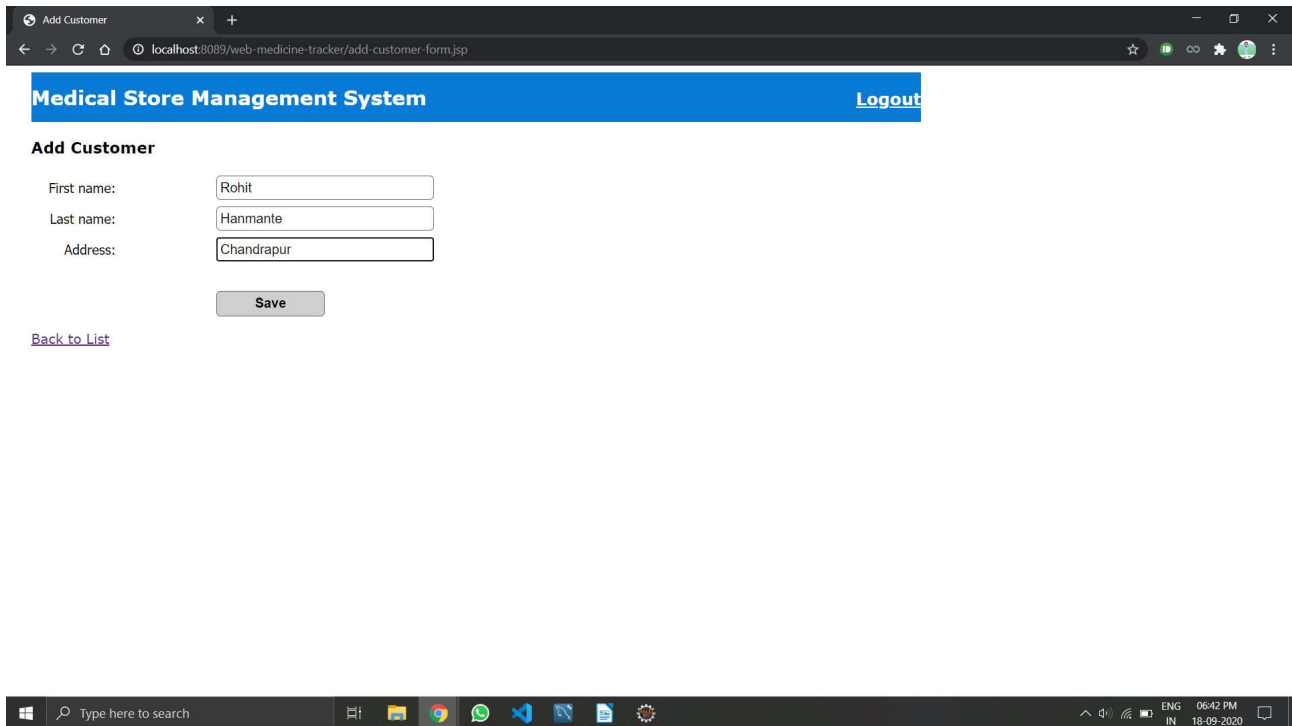 Add Customer
localhost:8089/web-medicine-tracker/add-customer-form.jsp
Medical Store Management System Logout
Add Customer
First name: Rohit
Last name: Hanmante
Address: Chandrapur
Save
Back to List
Type here to search
ENG 06:42 PM
IN 18-09-2020